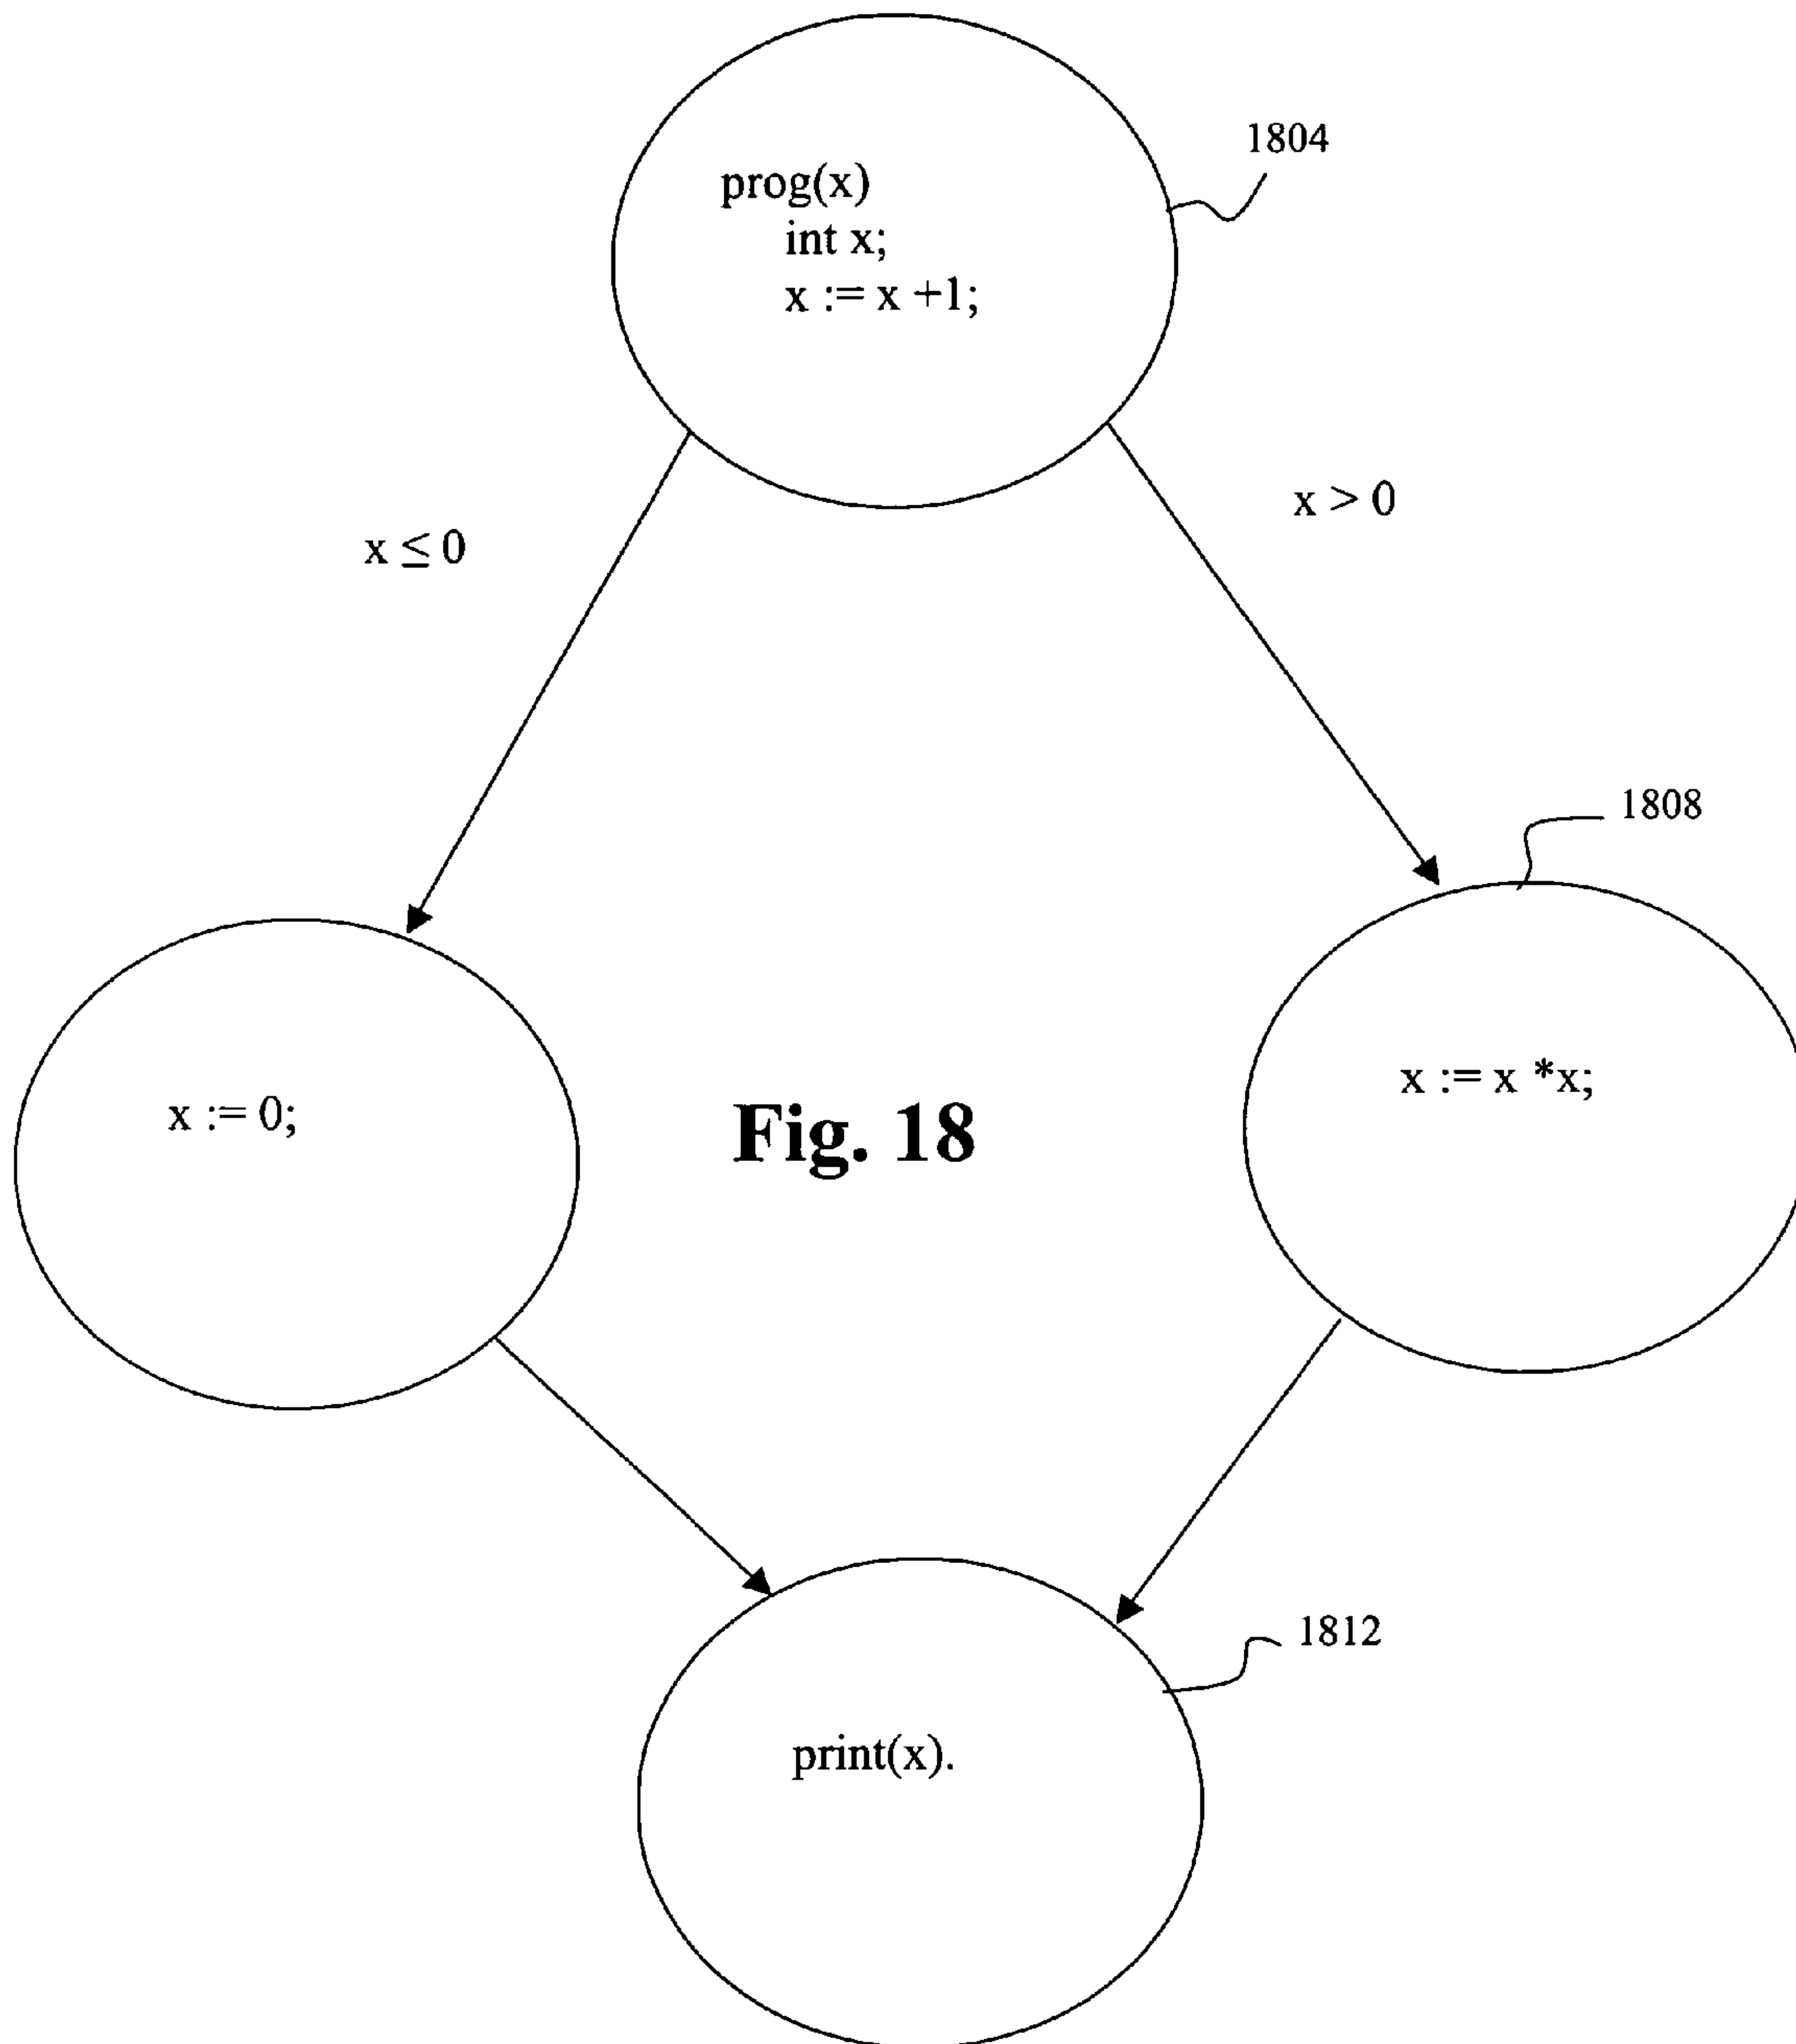 1804
prog(x)
int x;
x := x +1;
x > 0
x ≤ 0
1808
x := x *x;
x := 0;
Fig. 18
1812
print(x).